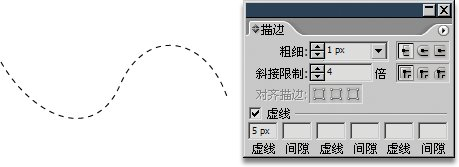 描边
粗细: 1 px
斜接限制: 4 倍
对齐描边:
虚线
5 px
虚线 间隙 虚线 间隙 虚线 间隙